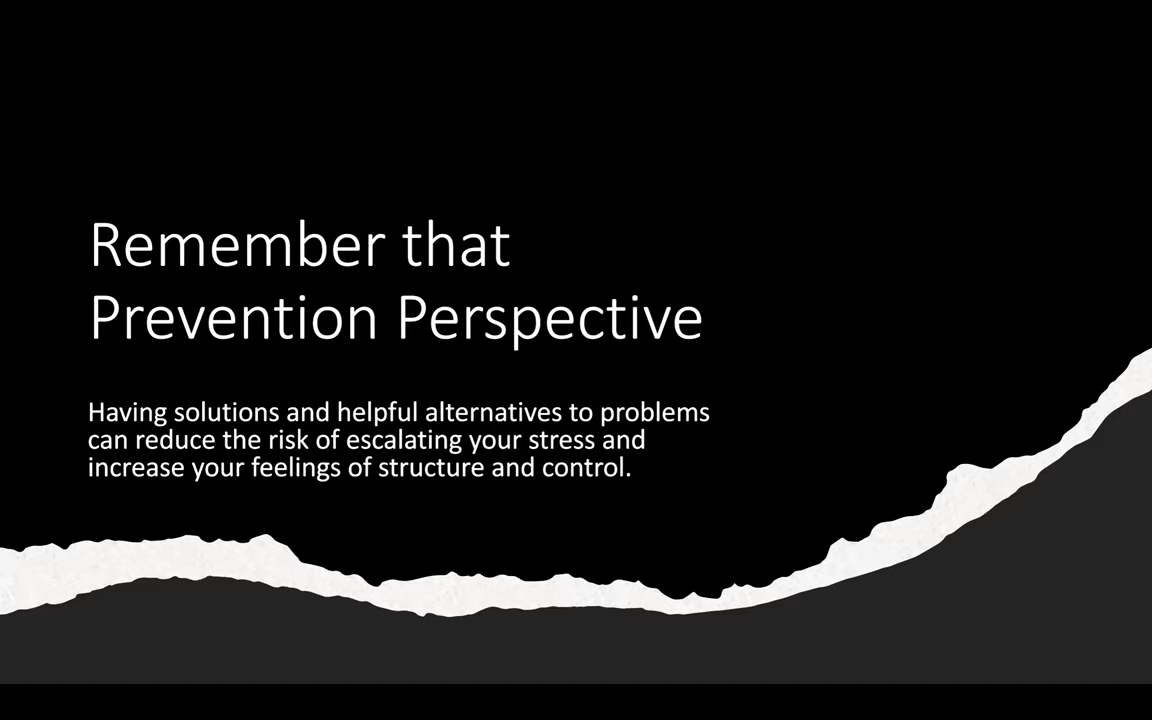 Remember that
Prevention Perspective
Having solutions and helpful alternatives to problems
can reduce the risk of escalating your stress and
increase your feelings of structure and control.